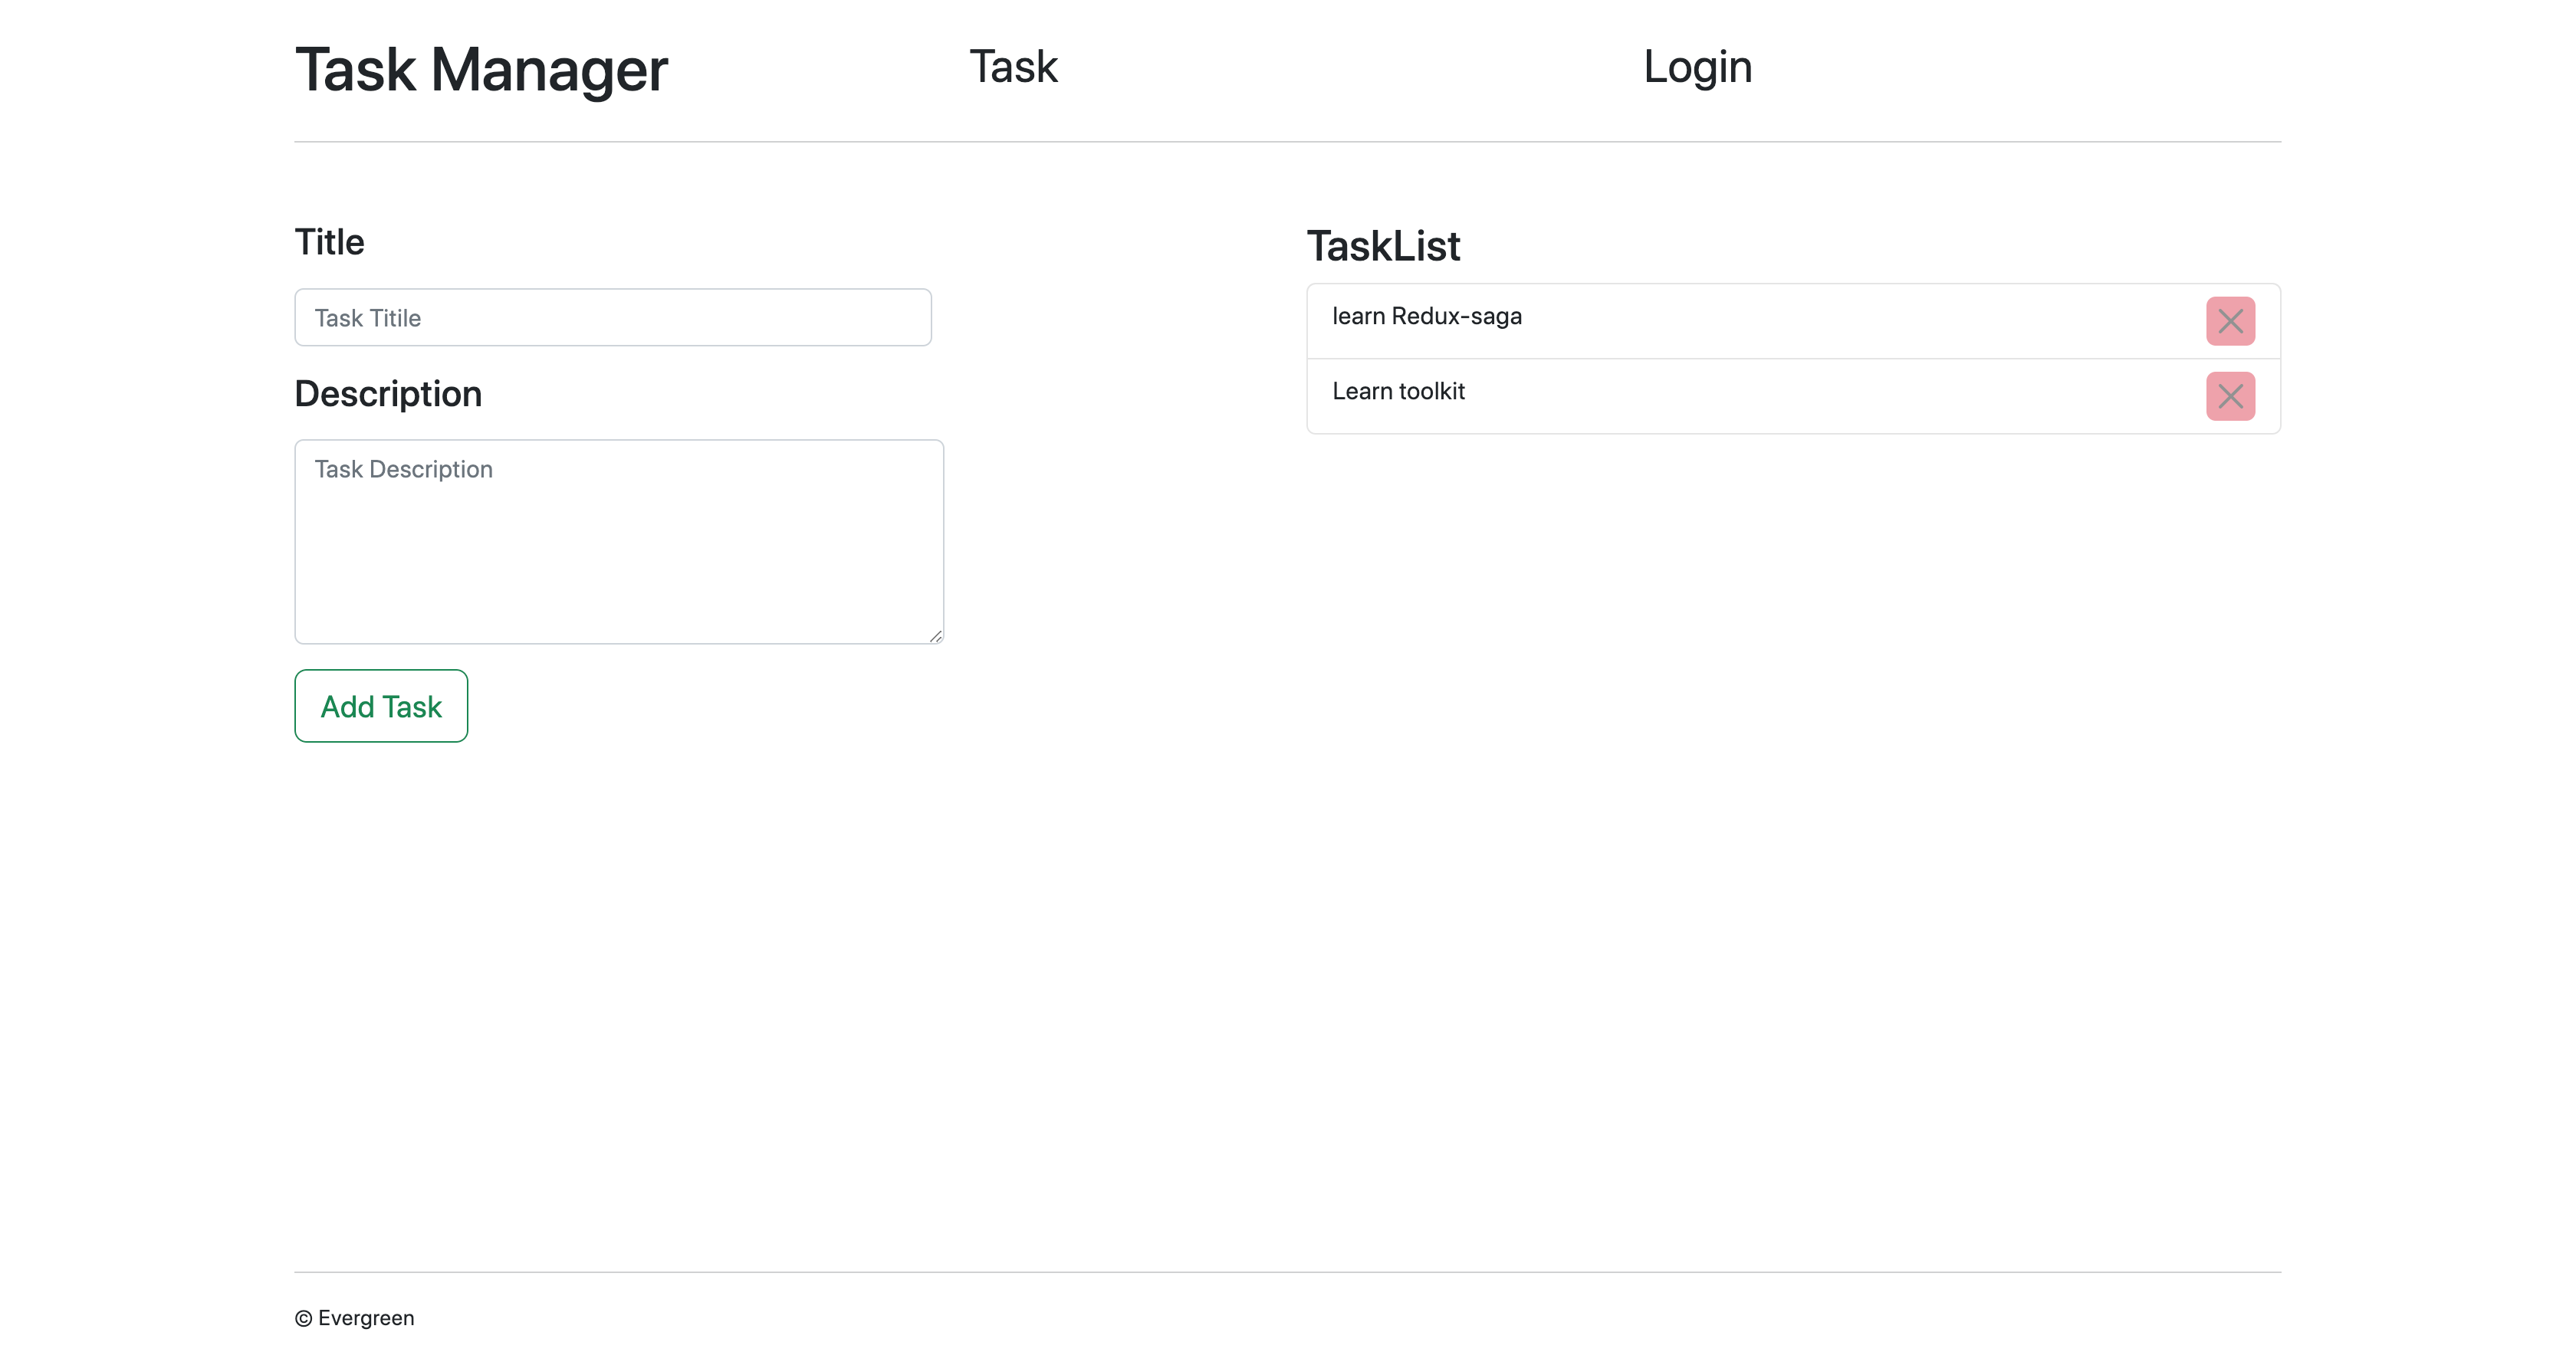 Task Manager
Task
Login
Title
Task Titile
Description
Task Description
Add Task
TaskList
learn Redux-saga
Learn toolkit
© Evergreen